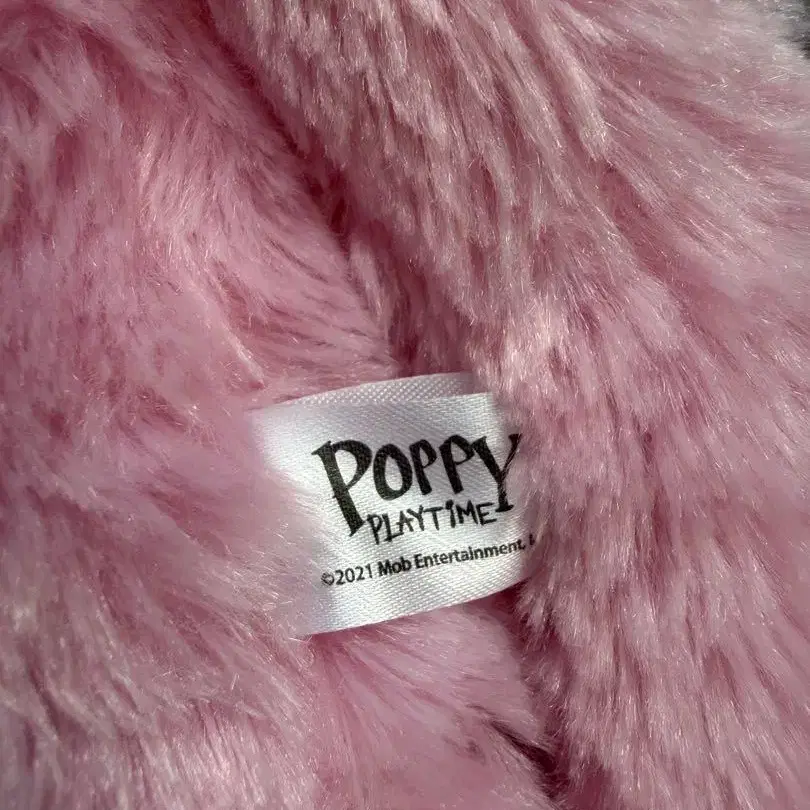 POPPY
PLAYTIME
©2021 Mob Entertainment,